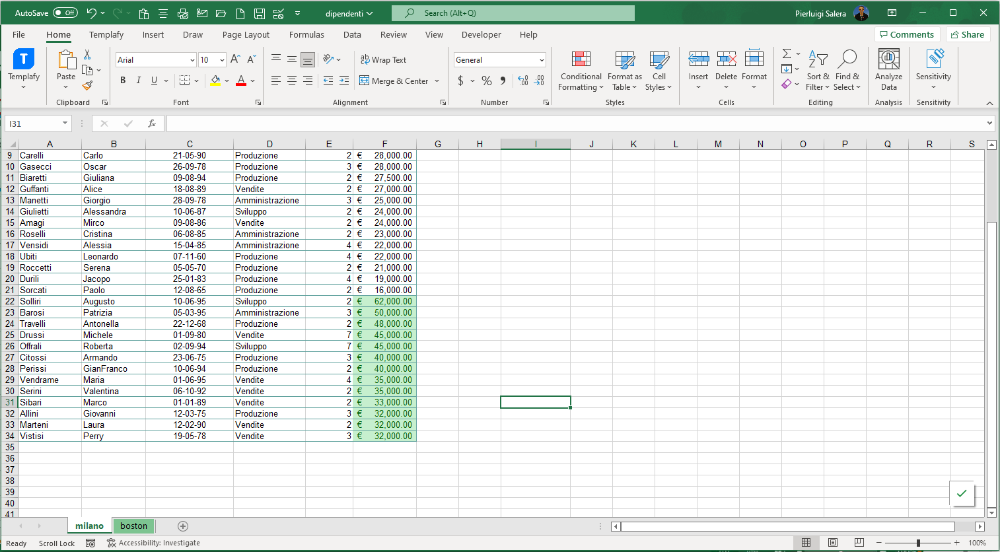 AutoSave Off dipendenti Search (Alt+Q) Pierluigi Salera
File Home Templafy Insert Draw Page Layout Formulas Data Review View Developer Help Comments Share
Templafy
Paste
Clipboard
Arial 10
B I U
Font
Wrap Text
Merge & Center
Alignment
General
$ % 9
Number
Conditional Formatting
Format as Table
Cell Styles
Styles
Insert Delete Format
Cells
Sort & Filter
Find & Select
Editing
Analyze Data
Analysis
Sensitivity
Sensitivity
I31 fx
A B C D E F G H I J K L M N O P Q R S
9 Carelli Carlo 21-05-90 Produzione 2 € 28,000.00
10 Gasecci Oscar 26-09-78 Produzione 3 € 28,000.00
11 Biaretti Giuliana 09-08-94 Produzione 2 € 27,500.00
12 Guffanti Alice 18-08-89 Vendite 2 € 27,000.00
13 Manetti Giorgio 28-09-78 Amministrazione 3 € 25,000.00
14 Giulietti Alessandra 10-06-87 Sviluppo 2 € 24,000.00
15 Amagi Mirco 09-08-86 Vendite 2 € 24,000.00
16 Roselli Cristina 06-08-85 Amministrazione 2 € 23,000.00
17 Vensidi Alessia 15-04-85 Amministrazione 4 € 22,000.00
18 Ubiti Leonardo 07-11-60 Produzione 4 € 22,000.00
19 Roccetti Serena 05-05-70 Produzione 2 € 21,000.00
20 Durili Jacopo 25-01-83 Produzione 4 € 19,000.00
21 Sorcati Paolo 12-08-65 Produzione 2 € 16,000.00
22 Solliri Augusto 10-06-95 Sviluppo 2 € 62,000.00
23 Barosi Patrizia 05-03-95 Amministrazione 3 € 50,000.00
24 Travelli Antonella 22-12-68 Produzione 2 € 48,000.00
25 Drussi Michele 01-09-80 Vendite 7 € 45,000.00
26 Offrali Roberta 02-09-94 Sviluppo 7 € 45,000.00
27 Citossi Armando 23-06-75 Produzione 3 € 40,000.00
28 Perissi GianFranco 10-06-94 Produzione 2 € 40,000.00
29 Vendrame Maria 01-06-95 Vendite 4 € 35,000.00
30 Serini Valentina 06-10-92 Vendite 2 € 35,000.00
31 Sibari Marco 01-01-89 Vendite 2 € 33,000.00
32 Allini Giovanni 12-03-75 Produzione 3 € 32,000.00
33 Marteni Laura 12-02-90 Vendite 2 € 32,000.00
34 Vistisi Perry 19-05-78 Vendite 3 € 32,000.00
35
36
37
38
39
40
41
milano boston
Ready Scroll Lock Accessibility: Investigate 100%